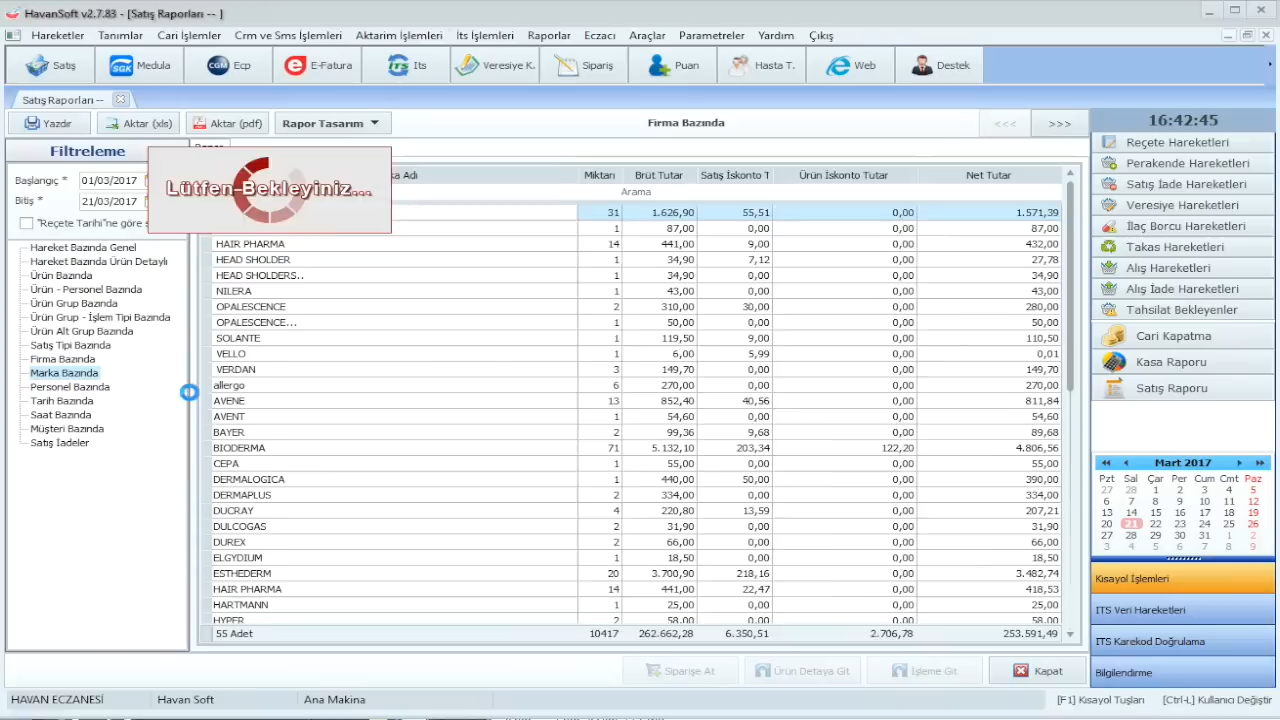 HavanSoft v2.7.83 - [Satış Raporları -- ]
Hareketler Tanımlar Cari İşlemler Crm ve Sms İşlemleri Aktarim İşlemleri İts İşlemleri Raporlar Eczacı Araçlar Parametreler Yardım Çıkış
Satış SGK Medula CGM Ecp E-Fatura Its Veresiye K. Sipariş Puan Hasta T. Web Destek
Satış Raporları --
Yazdır Aktar (xls) Aktar (pdf) Rapor Tasarım Firma Bazında <<< >>>
Filtreleme
Başlangıç * 01/03/2017
Bitiş * 21/03/2017
"Reçete Tarihi"ne göre
Lütfen Bekleyiniz...
Hareket Bazında Genel
Hareket Bazında Ürün Detaylı
Ürün Bazında
Ürün - Personel Bazında
Ürün Grup Bazında
Ürün Grup - İşlem Tipi Bazında
Ürün Alt Grup Bazında
Satış Tipi Bazında
Firma Bazında
Marka Bazında
Personel Bazında
Tarih Bazında
Saat Bazında
Müşteri Bazında
Satış İadeler
Adı Miktarı Brüt Tutar Satış İskonto T Ürün İskonto Tutar Net Tutar
Arama
31 1.626,90 55,51 0,00 1.571,39
1 87,00 0,00 0,00 87,00
HAIR PHARMA 14 441,00 9,00 0,00 432,00
HEAD SHOLDER 1 34,90 7,12 0,00 27,78
HEAD SHOLDERS.. 1 34,90 0,00 0,00 34,90
NILERA 1 43,00 0,00 0,00 43,00
OPALESCENCE 2 310,00 30,00 0,00 280,00
OPALESCENCE... 1 50,00 0,00 0,00 50,00
SOLANTE 1 119,50 9,00 0,00 110,50
VELLO 1 6,00 5,99 0,00 0,01
VERDAN 3 149,70 0,00 0,00 149,70
allergo 6 270,00 0,00 0,00 270,00
AVENE 13 852,40 40,56 0,00 811,84
AVENT 1 54,60 0,00 0,00 54,60
BAYER 2 99,36 9,68 0,00 89,68
BIODERMA 71 5.132,10 203,34 122,20 4.806,56
CEPA 1 55,00 0,00 0,00 55,00
DERMALOGICA 1 440,00 50,00 0,00 390,00
DERMAPLUS 2 334,00 0,00 0,00 334,00
DUCRAY 4 220,80 13,59 0,00 207,21
DULCOGAS 2 31,90 0,00 0,00 31,90
DUREX 2 66,00 0,00 0,00 66,00
ELGYDIUM 1 18,50 0,00 0,00 18,50
ESTHEDERM 20 3.700,90 218,16 0,00 3.482,74
HAIR PHARMA 14 441,00 22,47 0,00 418,53
HARTMANN 1 25,00 0,00 0,00 25,00
HYPER 2 58,00 0,00 0,00 58,00
55 Adet 10417 262.662,28 6.350,51 2.706,78 253.591,49
Siparişe At Ürün Detaya Git İşleme Git Kapat
16:42:45
Reçete Hareketleri
Perakende Hareketleri
Satış İade Hareketleri
Veresiye Hareketleri
İlaç Borcu Hareketleri
Takas Hareketleri
Alış Hareketleri
Alış İade Hareketleri
Tahsilat Bekleyenler
Cari Kapatma
Kasa Raporu
Satış Raporu
Mart 2017
Pzt Sal Çar Per Cum Cmt Paz
27 28 1 2 3 4 5
6 7 8 9 10 11 12
13 14 15 16 17 18 19
20 21 22 23 24 25 26
27 28 29 30 31 1 2
3 4 5 6 7 8 9
Kısayol İşlemleri
ITS Veri Hareketleri
ITS Karekod Doğrulama
Bilgilendirme
HAVAN ECZANESİ Havan Soft Ana Makina [F1] Kısayol Tuşları [Ctrl-L] Kullanıcı Değiştir